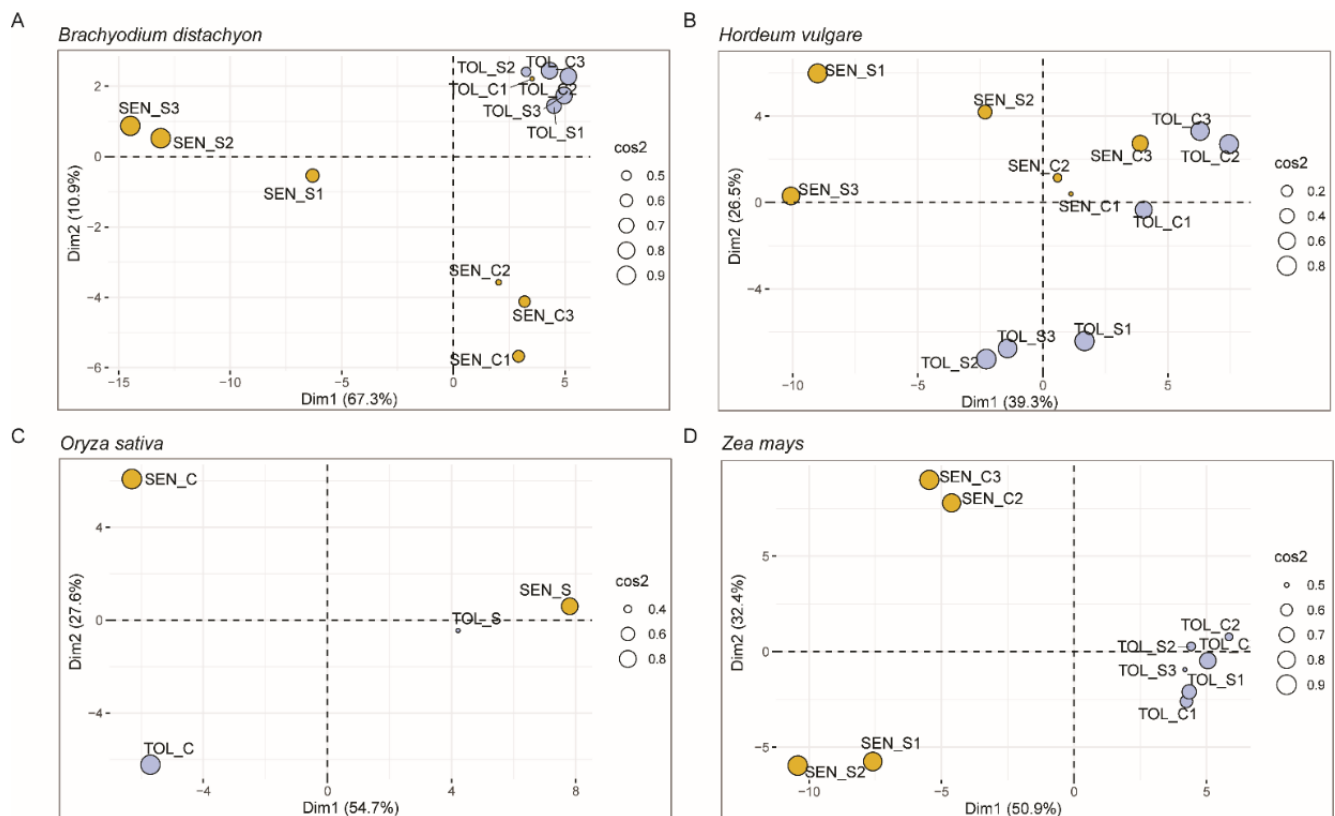 A
Brachyodium distachyon
TOL_S2
TOL_C3
TOL_C1
TOL_C2
TOL_S3
TOL_S1
SEN_S3
SEN_S2
SEN_S1
SEN_C2
SEN_C3
SEN_C1
2
0
−2
−4
−6
Dim2 (10.9%)
−15
−10
−5
0
5
Dim1 (67.3%)
cos2
0.5
0.6
0.7
0.8
0.9
B
Hordeum vulgare
SEN_S1
SEN_S2
TOL_C3
SEN_C3
TOL_C2
SEN_C2
SEN_S3
SEN_C1
TOL_C1
TOL_S3
TOL_S1
TOL_S2
4
0
−4
Dim2 (26.5%)
−10
−5
0
5
Dim1 (39.3%)
cos2
0.2
0.4
0.6
0.8
C
Oryza sativa
SEN_C
SEN_S
TOL_S
TOL_C
4
0
−4
Dim2 (27.6%)
0
4
8
Dim1 (54.7%)
cos2
0.4
0.6
0.8
D
Zea mays
SEN_C3
SEN_C2
TOL_C2
TOL_S2
TOL_C
TOL_S3
TOL_S1
TOL_C1
SEN_S1
SEN_S2
5
0
−5
Dim2 (32.4%)
−10
−5
0
5
Dim1 (50.9%)
cos2
0.5
0.6
0.7
0.8
0.9